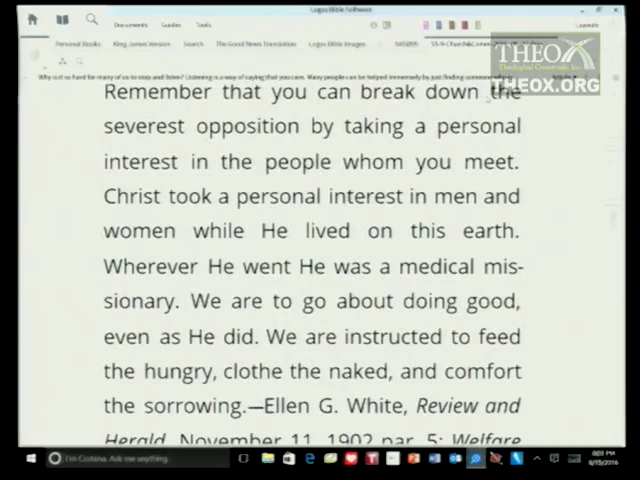 Logos Bible Software
Documents Guides Tools
Layouts
Personal Books King James Version Search The Good News Translation Logos Bible Images
Why is it so hard for many of us to stop and listen? Listening is a way of saying that you care. Many people can be helped immensely by just finding someone
THEOX
THEOX.ORG
Remember that you can break down the
severest opposition by taking a personal
interest in the people whom you meet.
Christ took a personal interest in men and
women while He lived on this earth.
Wherever He went He was a medical mis-
sionary. We are to go about doing good,
even as He did. We are instructed to feed
the hungry, clothe the naked, and comfort
the sorrowing.—Ellen G. White, Review and
Herald, November 11, 1902 par. 5; Welfare
I'm Cortana. Ask me anything.